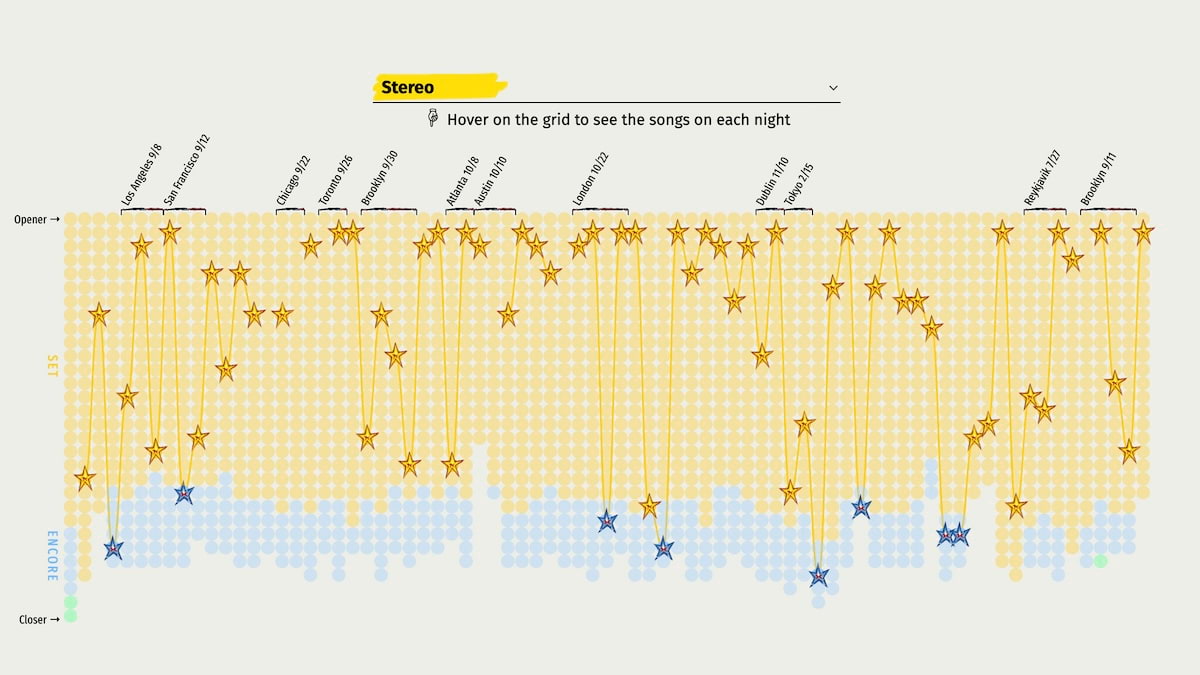 Stereo
Hover on the grid to see the songs on each night
Los Angeles 9/8
San Francisco 9/12
Chicago 9/22
Toronto 9/26
Brooklyn 9/30
Atlanta 10/8
Austin 10/10
London 10/22
Dublin 11/10
Tokyo 2/15
Reykjavik 7/27
Brooklyn 9/11
Opener →
SET
ENCORE
Closer →